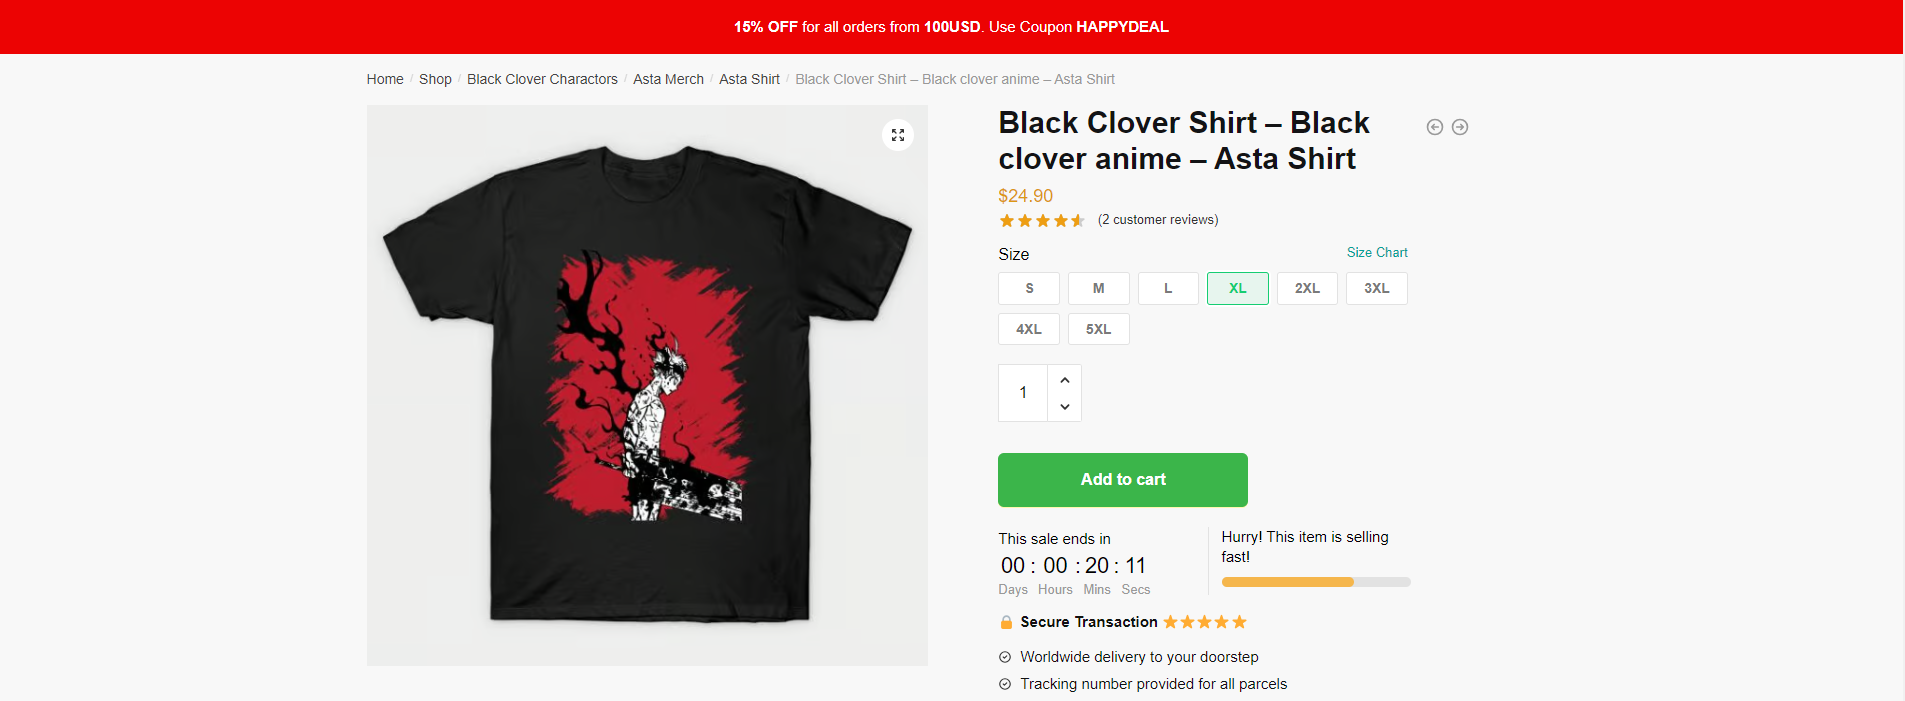 15% OFF for all orders from 100USD. Use Coupon HAPPYDEAL
Home / Shop / Black Clover Charactors / Asta Merch / Asta Shirt / Black Clover Shirt – Black clover anime – Asta Shirt
Black Clover Shirt – Black
clover anime – Asta Shirt
$24.90
(2 customer reviews)
Size
Size Chart
S M L XL 2XL 3XL
4XL 5XL
1
Add to cart
This sale ends in
00 : 00 : 20 : 11
Days Hours Mins Secs
Hurry! This item is selling
fast!
Secure Transaction
Worldwide delivery to your doorstep
Tracking number provided for all parcels